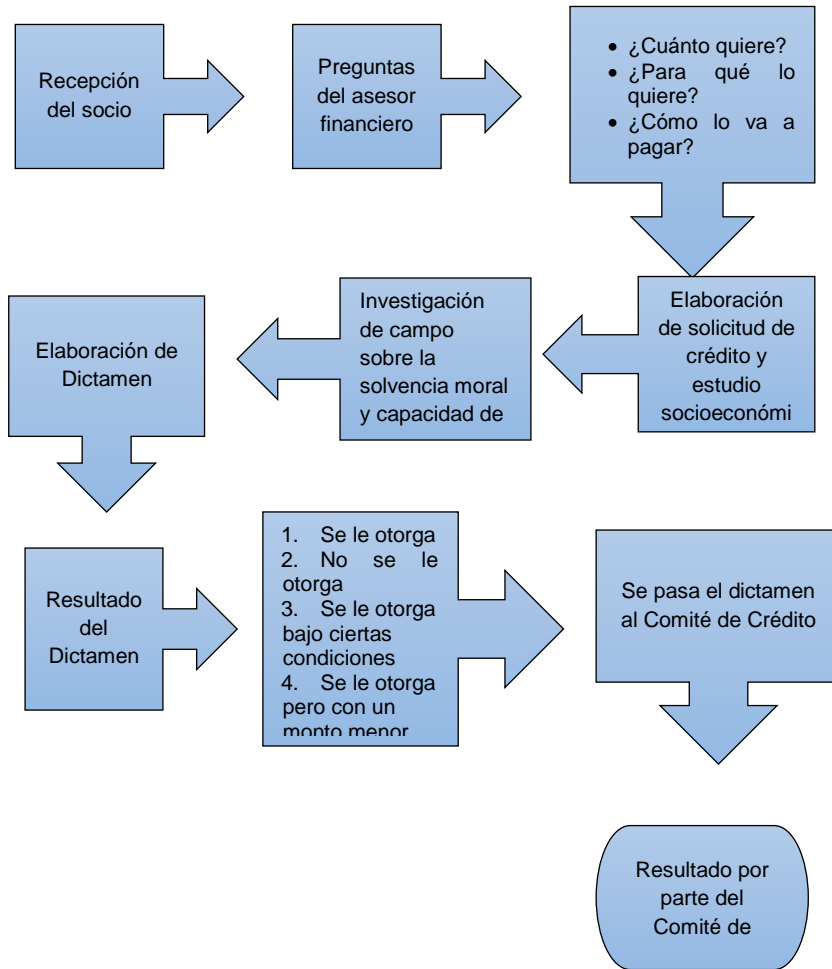 Recepción
del socio
Preguntas
del asesor
financiero
• ¿Cuánto quiere?
• ¿Para qué lo
quiere?
• ¿Cómo lo va a
pagar?
Elaboración
de solicitud de
crédito y
estudio
socioeconómi
Investigación
de campo
sobre la
solvencia moral
y capacidad de
Elaboración de
Dictamen
Resultado
del
Dictamen
1. Se le otorga
2. No se le
otorga
3. Se le otorga
bajo ciertas
condiciones
4. Se le otorga
pero con un
monto menor
Se pasa el dictamen
al Comité de Crédito
Resultado por
parte del
Comité de